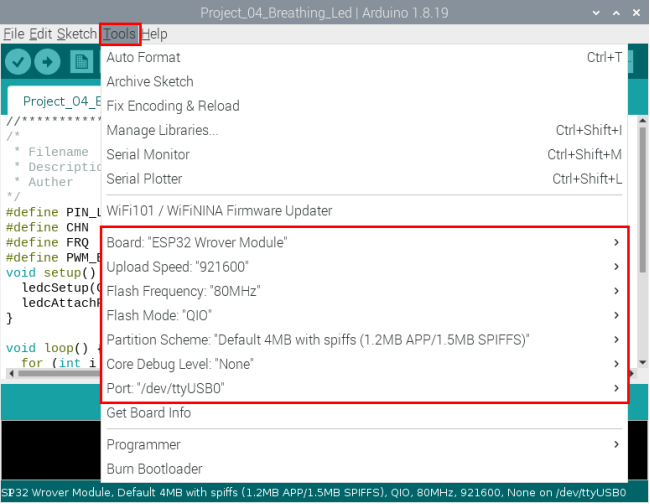 Project_04_Breathing_Led | Arduino 1.8.19
File Edit Sketch Tools Help
Auto Format Ctrl+T
Archive Sketch
Project_04_B
Fix Encoding & Reload
//************
Manage Libraries... Ctrl+Shift+I
/*
* Filename
Serial Monitor Ctrl+Shift+M
* Descriptio
Serial Plotter Ctrl+Shift+L
* Auther
*/
#define PIN_L
WiFi101 / WiFiNINA Firmware Updater
#define CHN
#define FRQ
Board: "ESP32 Wrover Module"
#define PWM_B
Upload Speed: "921600"
void setup()
ledcSetup(C
Flash Frequency: "80MHz"
ledcAttachP
Flash Mode: "QIO"
}
Partition Scheme: "Default 4MB with spiffs (1.2MB APP/1.5MB SPIFFS)"
void loop() {
Core Debug Level: "None"
for (int i
Port: "/dev/ttyUSB0"
Get Board Info
Programmer
Burn Bootloader
32 Wrover Module, Default 4MB with spiffs (1.2MB APP/1.5MB SPIFFS), QIO, 80MHz, 921600, None on /dev/ttyUSB0